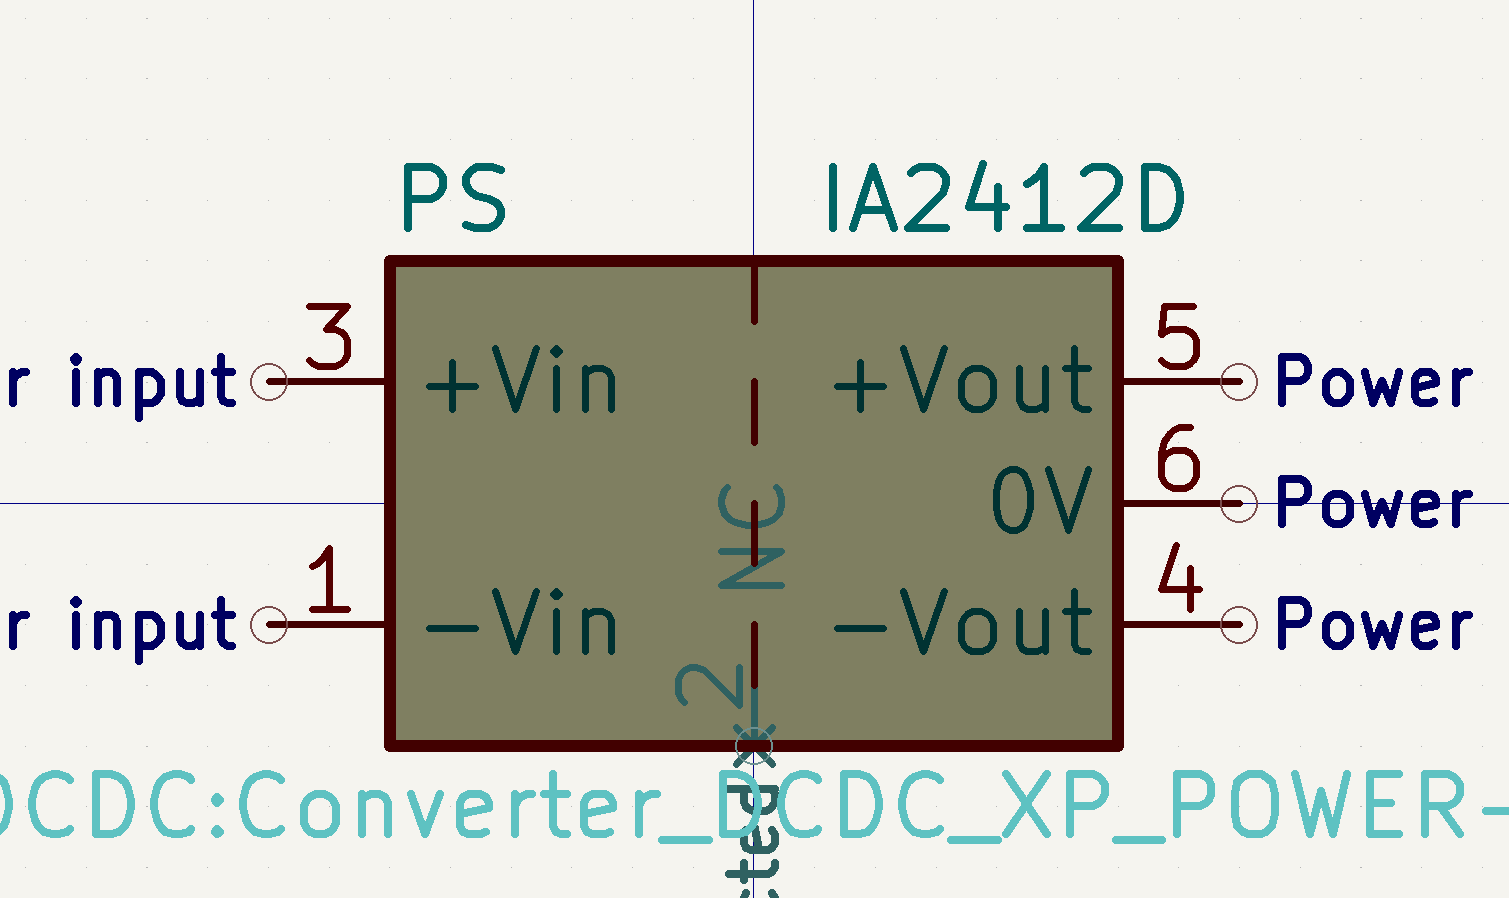 PS IA2412D
3 5
r input +Vin +Vout Power
6
NC 0V Power
1 4
r input -Vin -Vout Power
2
DCDC:Converter_DCDC_XP_POWER-
cted